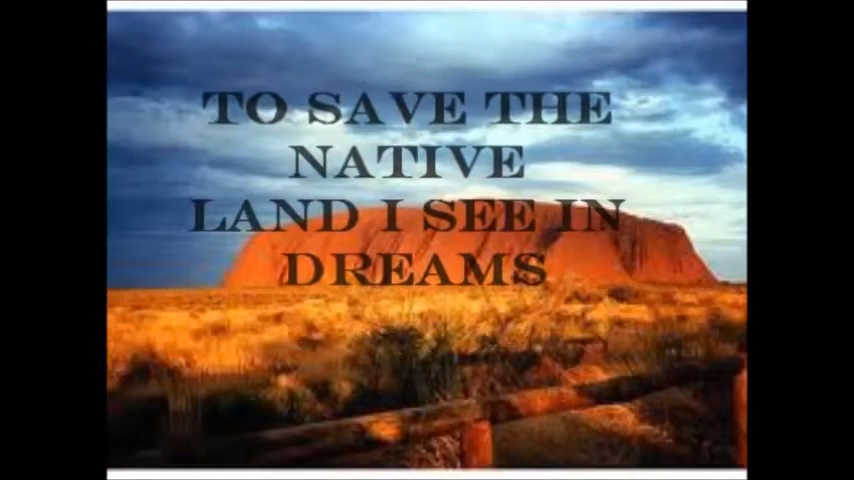 TO SAVE THE
NATIVE
LAND I SEE IN
DREAMS